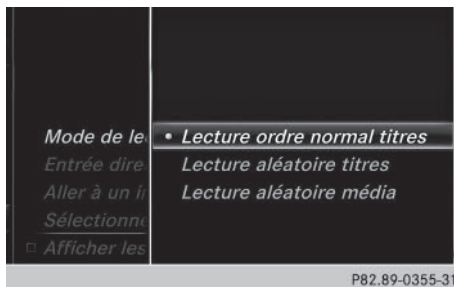 Mode de le
• Lecture ordre normal titres
Entrée dire
Lecture aléatoire titres
Aller à un
Lecture aléatoire média
Sélectionne
Afficher les
P82.89-0355-31